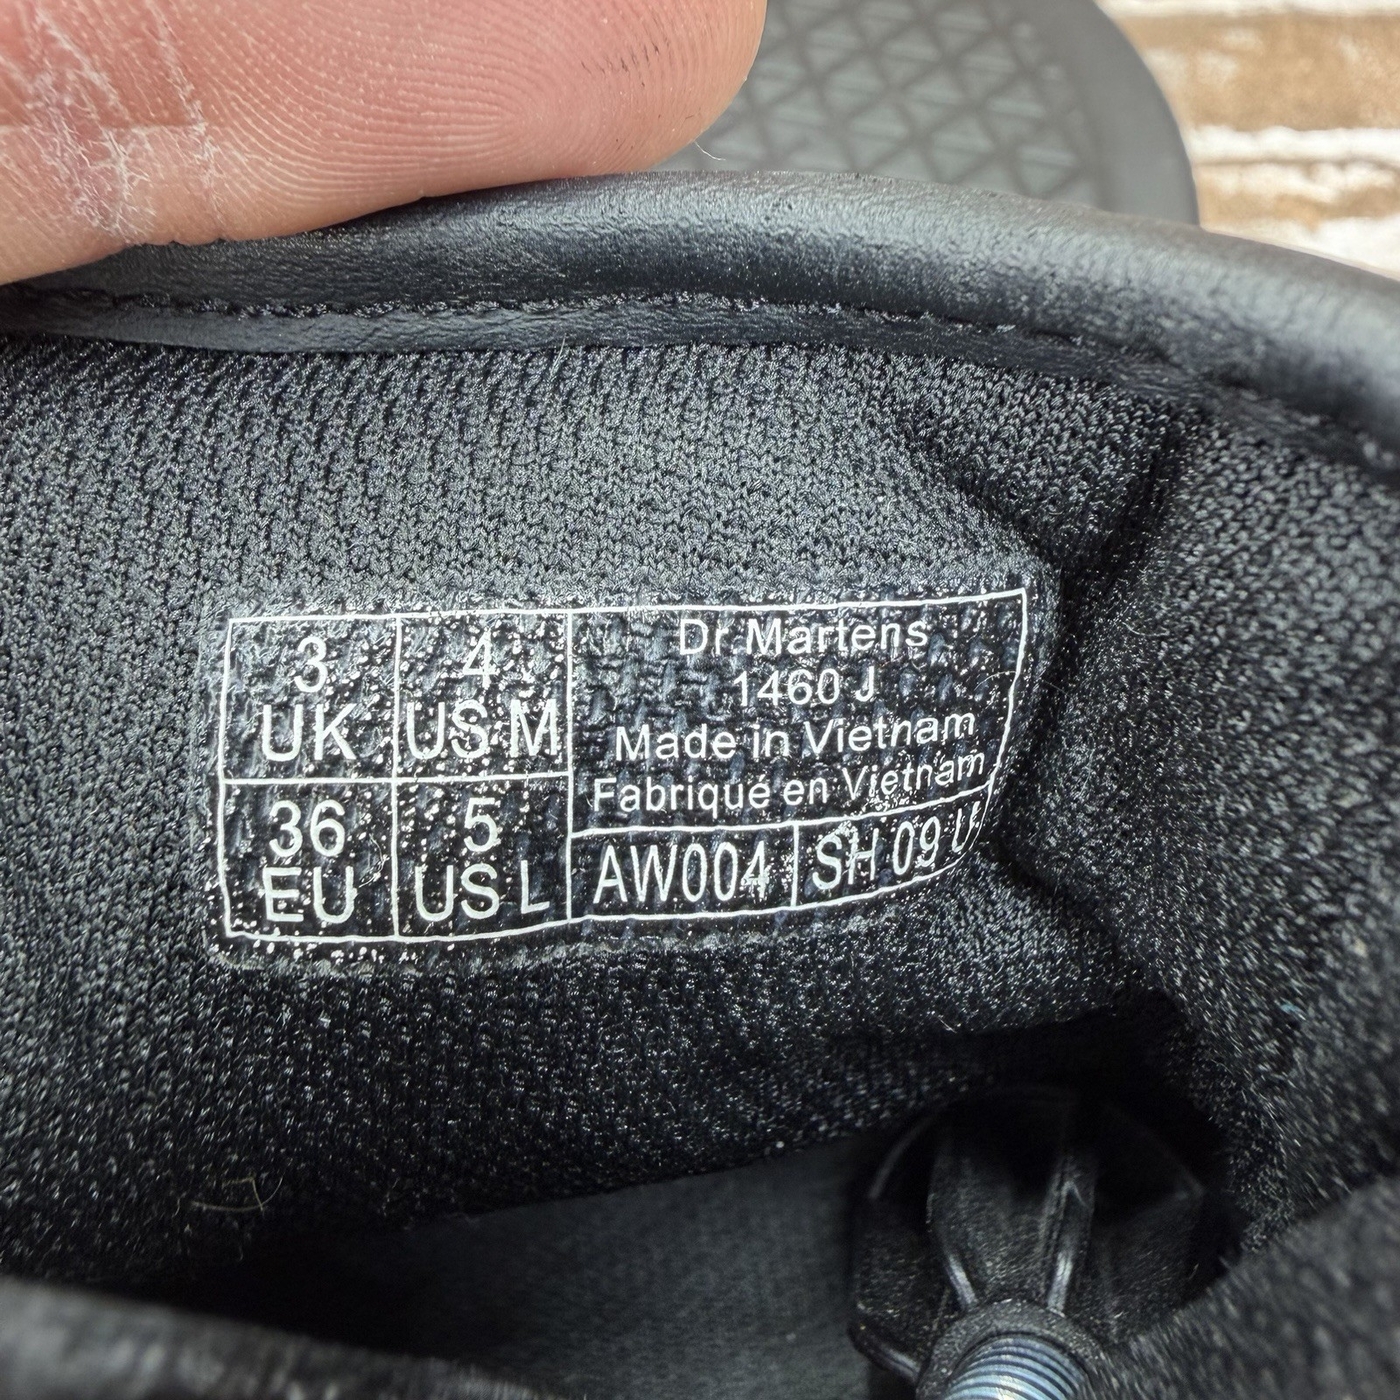 3
UK
4
US M
36
EU
5
US L
Dr. Martens
1460 J
Made in Vietnam
Fabriqué en Vietnam
AW004
SH 09